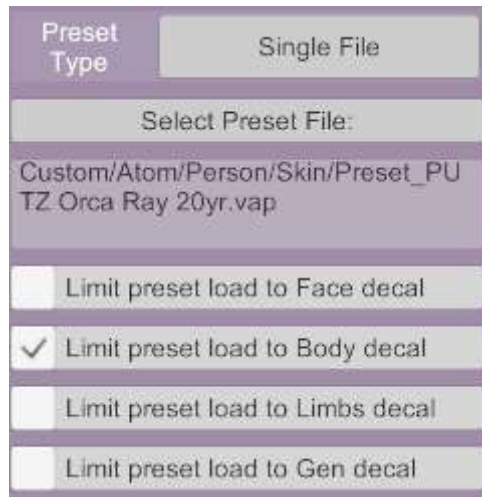 Preset
Type
Single File
Select Preset File:
Custom/Atom/Person/Skin/Preset_PU
TZ Orca Ray 20yr.vap
Limit preset load to Face decal
Limit preset load to Body decal
Limit preset load to Limbs decal
Limit preset load to Gen decal